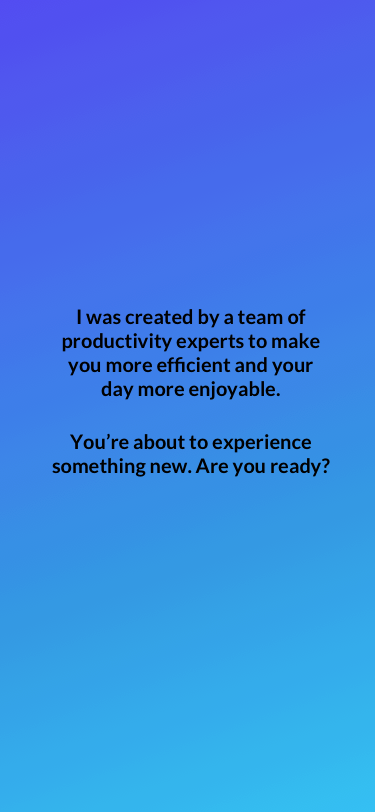 I was created by a team of
productivity experts to make
you more efficient and your
day more enjoyable.
You’re about to experience
something new. Are you ready?